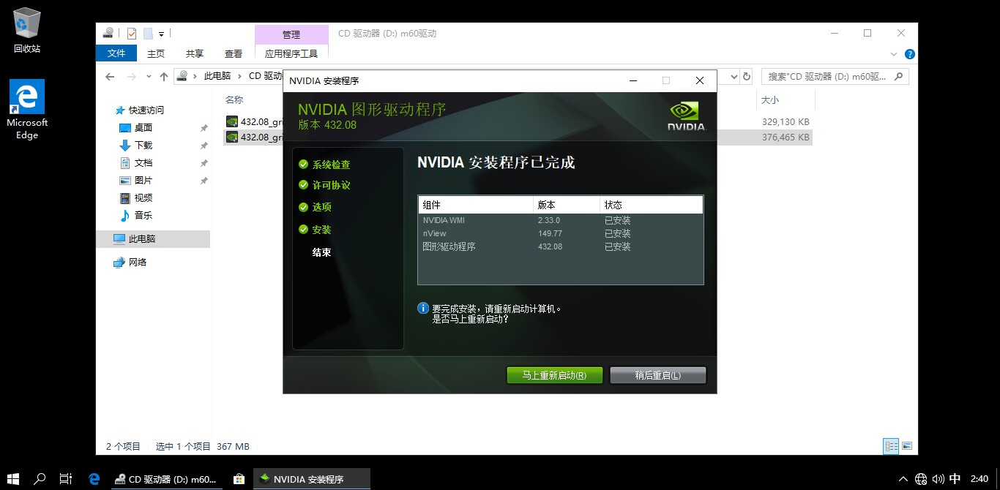 回收站
Microsoft
Edge
管理
CD 驱动器 (D:) m60驱动
文件
主页
共享
查看
应用程序工具
此电脑
CD 驱动
搜索"CD 驱动器 (D:) m60驱...
快速访问
桌面
下载
文档
图片
视频
音乐
此电脑
网络
名称
大小
432.08_gri
329,130 KB
432.08_gri
376,465 KB
NVIDIA 安装程序
NVIDIA 图形驱动程序
版本 432.08
NVIDIA.
系统检查
许可协议
选项
安装
结束
NVIDIA 安装程序已完成
组件 版本 状态
NVIDIA WMI 2.33.0 已安装
nView 149.77 已安装
图形驱动程序 432.08 已安装
要完成安装，请重新启动计算机。
是否马上重新启动?
马上重新启动(R)
稍后重启(L)
2 个项目
选中 1 个项目 367 MB
CD 驱动器 (D:) m60...
NVIDIA 安装程序
中
2:40